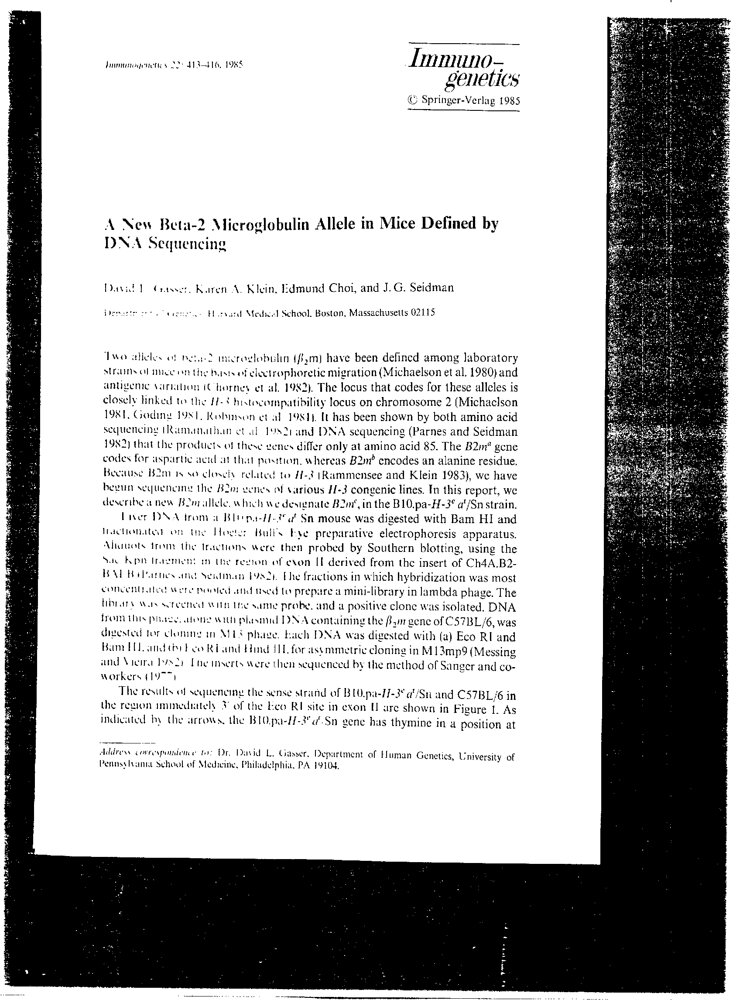 Immunogenetics 22: 413–416, 1985
Immuno-
genetics
© Springer-Verlag 1985
A New Beta-2 Microglobulin Allele in Mice Defined by
DNA Sequencing
David L. Gasser, Karen A. Klein, Edmund Choi, and J. G. Seidman
Department of Genetics, Harvard Medical School, Boston, Massachusetts 02115
Two alleles of beta-2 microglobulin (β₂m) have been defined among laboratory
strains of mice on the basis of electrophoretic migration (Michaelson et al. 1980) and
antigenic variation (Chorney et al. 1982). The locus that codes for these alleles is
closely linked to the H-3 histocompatibility locus on chromosome 2 (Michaelson
1981, Goding 1981, Robinson et al. 1981). It has been shown by both amino acid
sequencing (Ramanathan et al. 1982) and DNA sequencing (Parnes and Seidman
1982) that the products of these genes differ only at amino acid 85. The B2mᵃ gene
codes for aspartic acid at that position, whereas B2mᵇ encodes an alanine residue.
Because B2m is so closely related to H-3 (Rammensee and Klein 1983), we have
begun sequencing the B2m genes of various H-3 congenic lines. In this report, we
describe a new B2m allele, which we designate B2mᶜ, in the B10.pa-H-3ᵉ aᵗ/Sn strain.
Liver DNA from a B10.pa-H-3ᵉ aᵗ Sn mouse was digested with Bam HI and
fractionated on the Hoefer Bull's Eye preparative electrophoresis apparatus.
Aliquots from the fractions were then probed by Southern blotting, using the
Sac Kpn fragment in the region of exon II derived from the insert of Ch4A.B2-
BALB (Parnes and Seidman 1982). The fractions in which hybridization was most
concentrated were pooled and used to prepare a mini-library in lambda phage. The
library was screened with the same probe, and a positive clone was isolated. DNA
from this phage, along with plasmid DNA containing the β₂m gene of C57BL/6, was
digested for cloning in M13 phage. Each DNA was digested with (a) Eco RI and
Bam HI, and (b) Eco RI and Hind III, for asymmetric cloning in M13mp9 (Messing
and Vieira 1982). The inserts were then sequenced by the method of Sanger and co-
workers (1977).
The results of sequencing the sense strand of B10.pa-H-3ᵉ aᵗ/Sn and C57BL/6 in
the region immediately 3' of the Eco RI site in exon II are shown in Figure 1. As
indicated by the arrows, the B10.pa-H-3ᵉ aᵗ Sn gene has thymine in a position at
Address correspondence to: Dr. David L. Gasser, Department of Human Genetics, University of
Pennsylvania School of Medicine, Philadelphia, PA 19104.